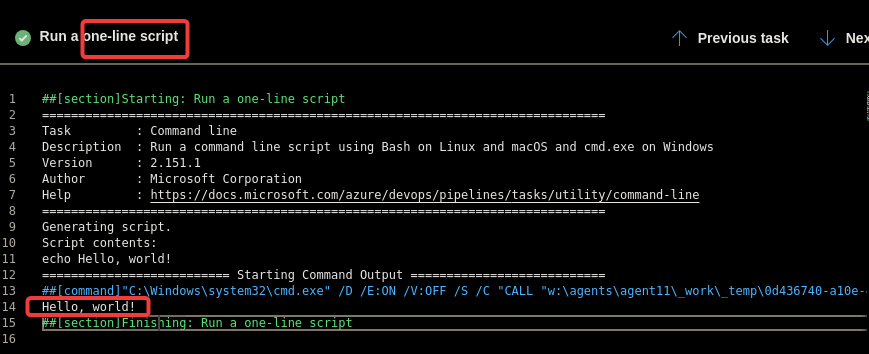 Run a one-line script
Previous task
1 ##[section]Starting: Run a one-line script
2 ==============================================================================
3 Task         : Command line
4 Description  : Run a command line script using Bash on Linux and macOS and cmd.exe on Windows
5 Version      : 2.151.1
6 Author       : Microsoft Corporation
7 Help         : https://docs.microsoft.com/azure/devops/pipelines/tasks/utility/command-line
8 ==============================================================================
9 Generating script.
10 Script contents:
11 echo Hello, world!
12 ========================== Starting Command Output ===========================
13 ##[command]"C:\Windows\system32\cmd.exe" /D /E:ON /V:OFF /S /C "CALL "w:\agents\agent11\_work\_temp\0d436740-a10e-
14 Hello, world!
15 ##[section]Finishing: Run a one-line script
16